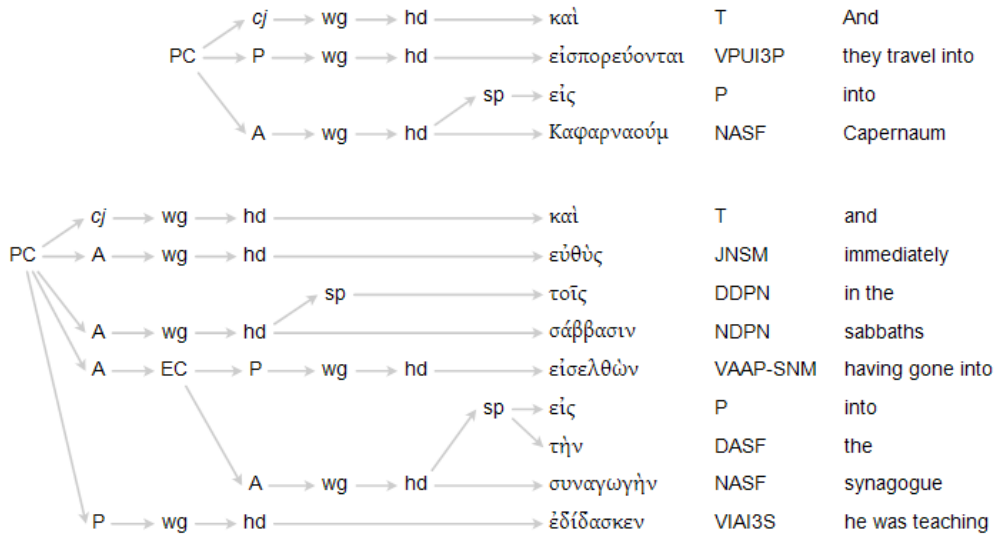 cj wg hd καὶ T And
PC P wg hd εἰσπορεύονται VPUI3P they travel into
sp εἰς P into
A wg hd Καφαρναούμ NASF Capernaum
cj wg hd καὶ T and
PC A wg hd εὐθὺς JNSM immediately
sp τοῖς DDPN in the
A wg hd σάββασιν NDPN sabbaths
A EC P wg hd εἰσελθὼν VAAP-SNM having gone into
sp εἰς P into
τὴν DASF the
A wg hd συναγωγὴν NASF synagogue
P wg hd ἐδίδασκεν VIAI3S he was teaching